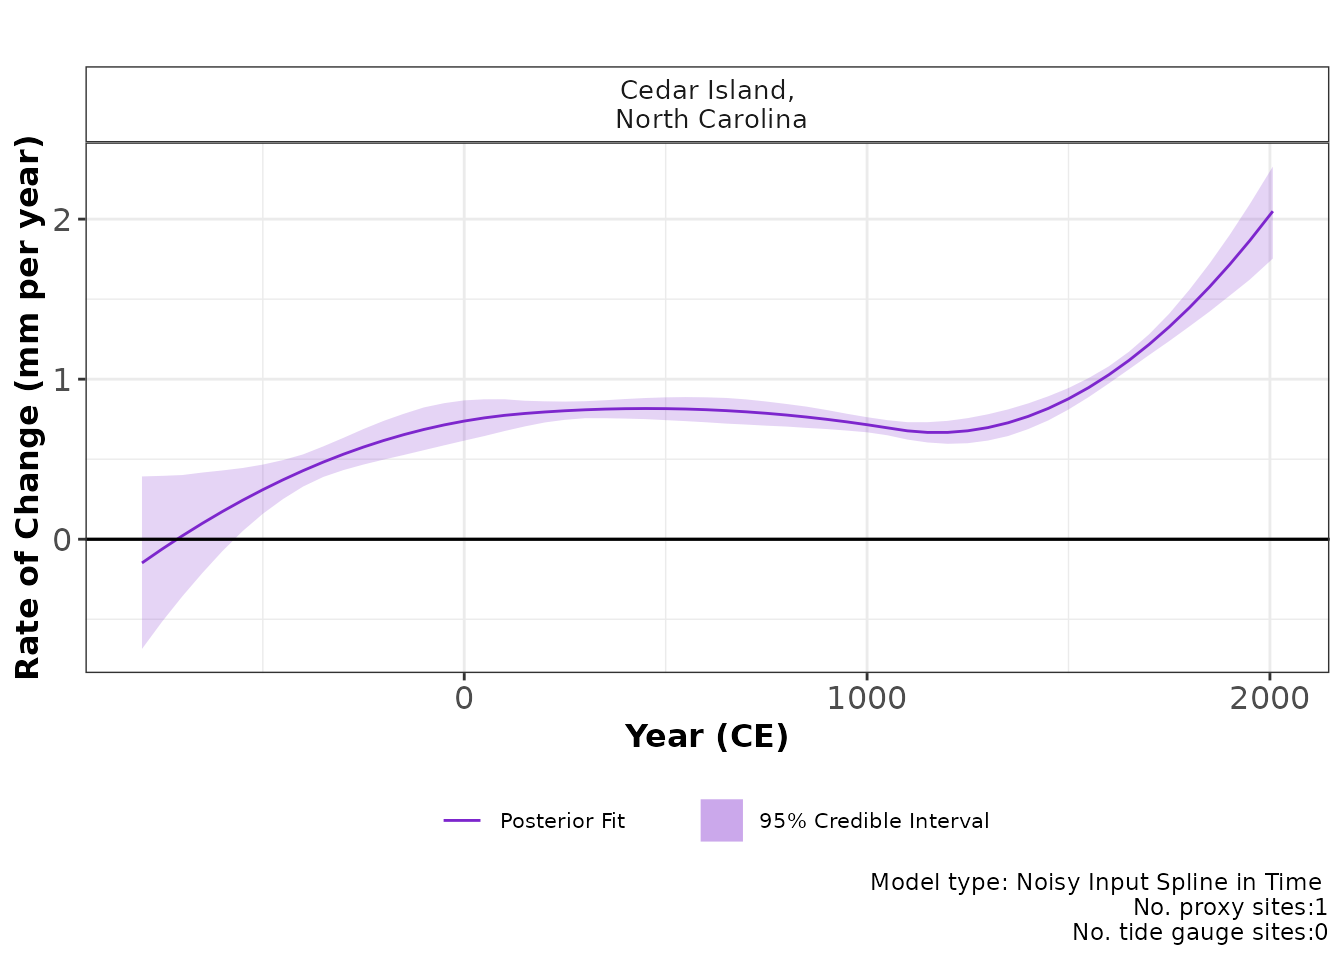 Cedar Island,
North Carolina
Rate of Change (mm per year)
2
1
0
0
1000
2000
Year (CE)
Posterior Fit
95% Credible Interval
Model type: Noisy Input Spline in Time
No. proxy sites:1
No. tide gauge sites:0